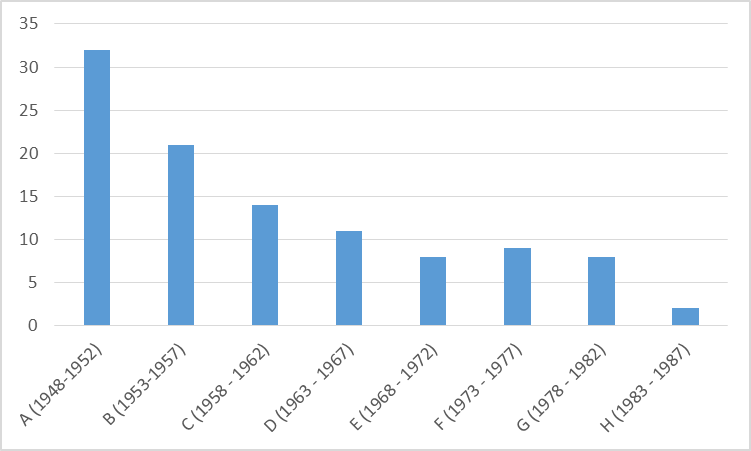 35
30
25
20
15
10
5
0
A (1948-1952)
B (1953-1957)
C (1958 - 1962)
D (1963 - 1967)
E (1968 - 1972)
F (1973 - 1977)
G (1978 - 1982)
H (1983 - 1987)